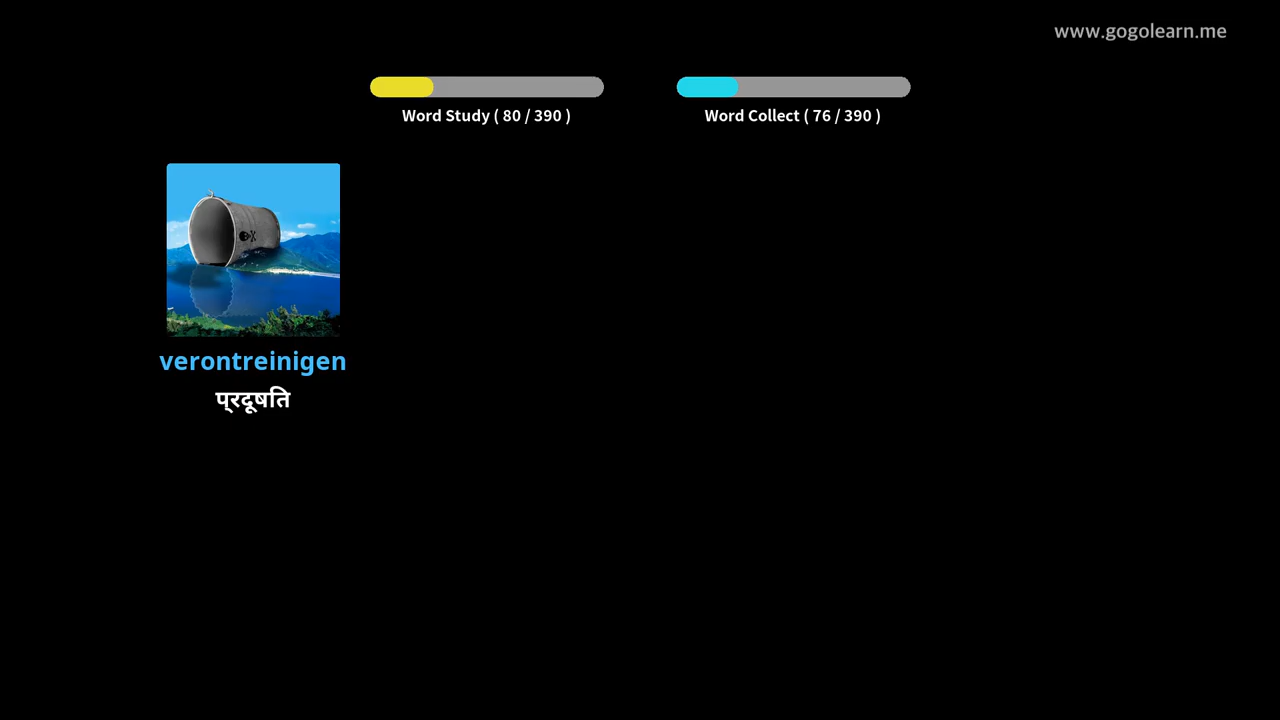 www.gogolearn.me
Word Study ( 80 / 390 )
Word Collect ( 76 / 390 )
verontreinigen
प्रदूषति